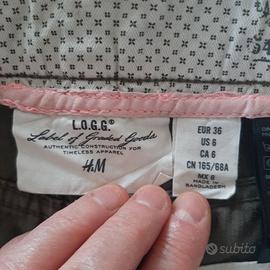 L.O.G.G.®
Label of Graded Goods
AUTHENTIC CONSTRUCTION FOR
TIMELESS APPAREL
H&M
EUR 36
US 6
CA 6
CN 165/68A
MX 6
MADE IN
BANGLADESH
subito